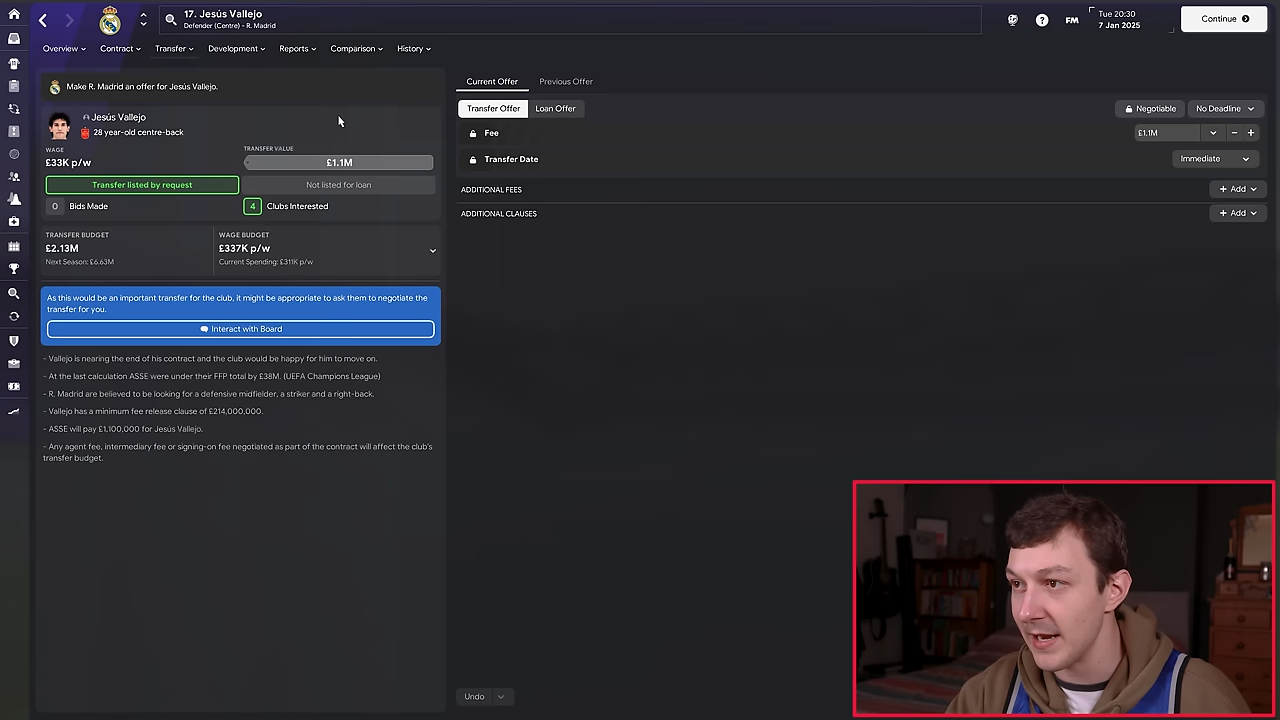 17. Jesús Vallejo
Defender (Centre) - R. Madrid
FM
Tue 20:30
7 Jan 2025
Continue
Overview
Contract
Transfer
Development
Reports
Comparison
History
Make R. Madrid an offer for Jesús Vallejo.
Jesús Vallejo
28 year-old centre-back
WAGE
£33K p/w
TRANSFER VALUE
£1.1M
Transfer listed by request
Not listed for loan
0 Bids Made
4 Clubs Interested
TRANSFER BUDGET
£2.13M
Next Season: £6.63M
WAGE BUDGET
£337K p/w
Current Spending: £311K p/w
As this would be an important transfer for the club, it might be appropriate to ask them to negotiate the
transfer for you.
Interact with Board
- Vallejo is nearing the end of his contract and the club would be happy for him to move on.
- At the last calculation ASSE were under their FFP total by £38M. (UEFA Champions League)
- R. Madrid are believed to be looking for a defensive midfielder, a striker and a right-back.
- Vallejo has a minimum fee release clause of £214,000,000.
- ASSE will pay £1,100,000 for Jesús Vallejo.
- Any agent fee, intermediary fee or signing-on fee negotiated as part of the contract will affect the club's
transfer budget.
Current Offer
Previous Offer
Transfer Offer
Loan Offer
Negotiable
No Deadline
Fee
£1.1M
Transfer Date
Immediate
ADDITIONAL FEES
+ Add
ADDITIONAL CLAUSES
+ Add
Undo